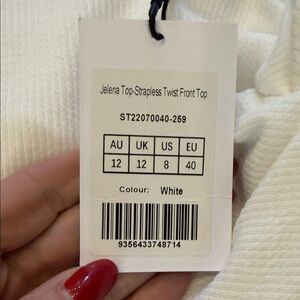 Jelena Top-Strapless Twist Front Top
ST22070040-259
AU UK US EU
12 12 8 40
Colour: White
9356433748714